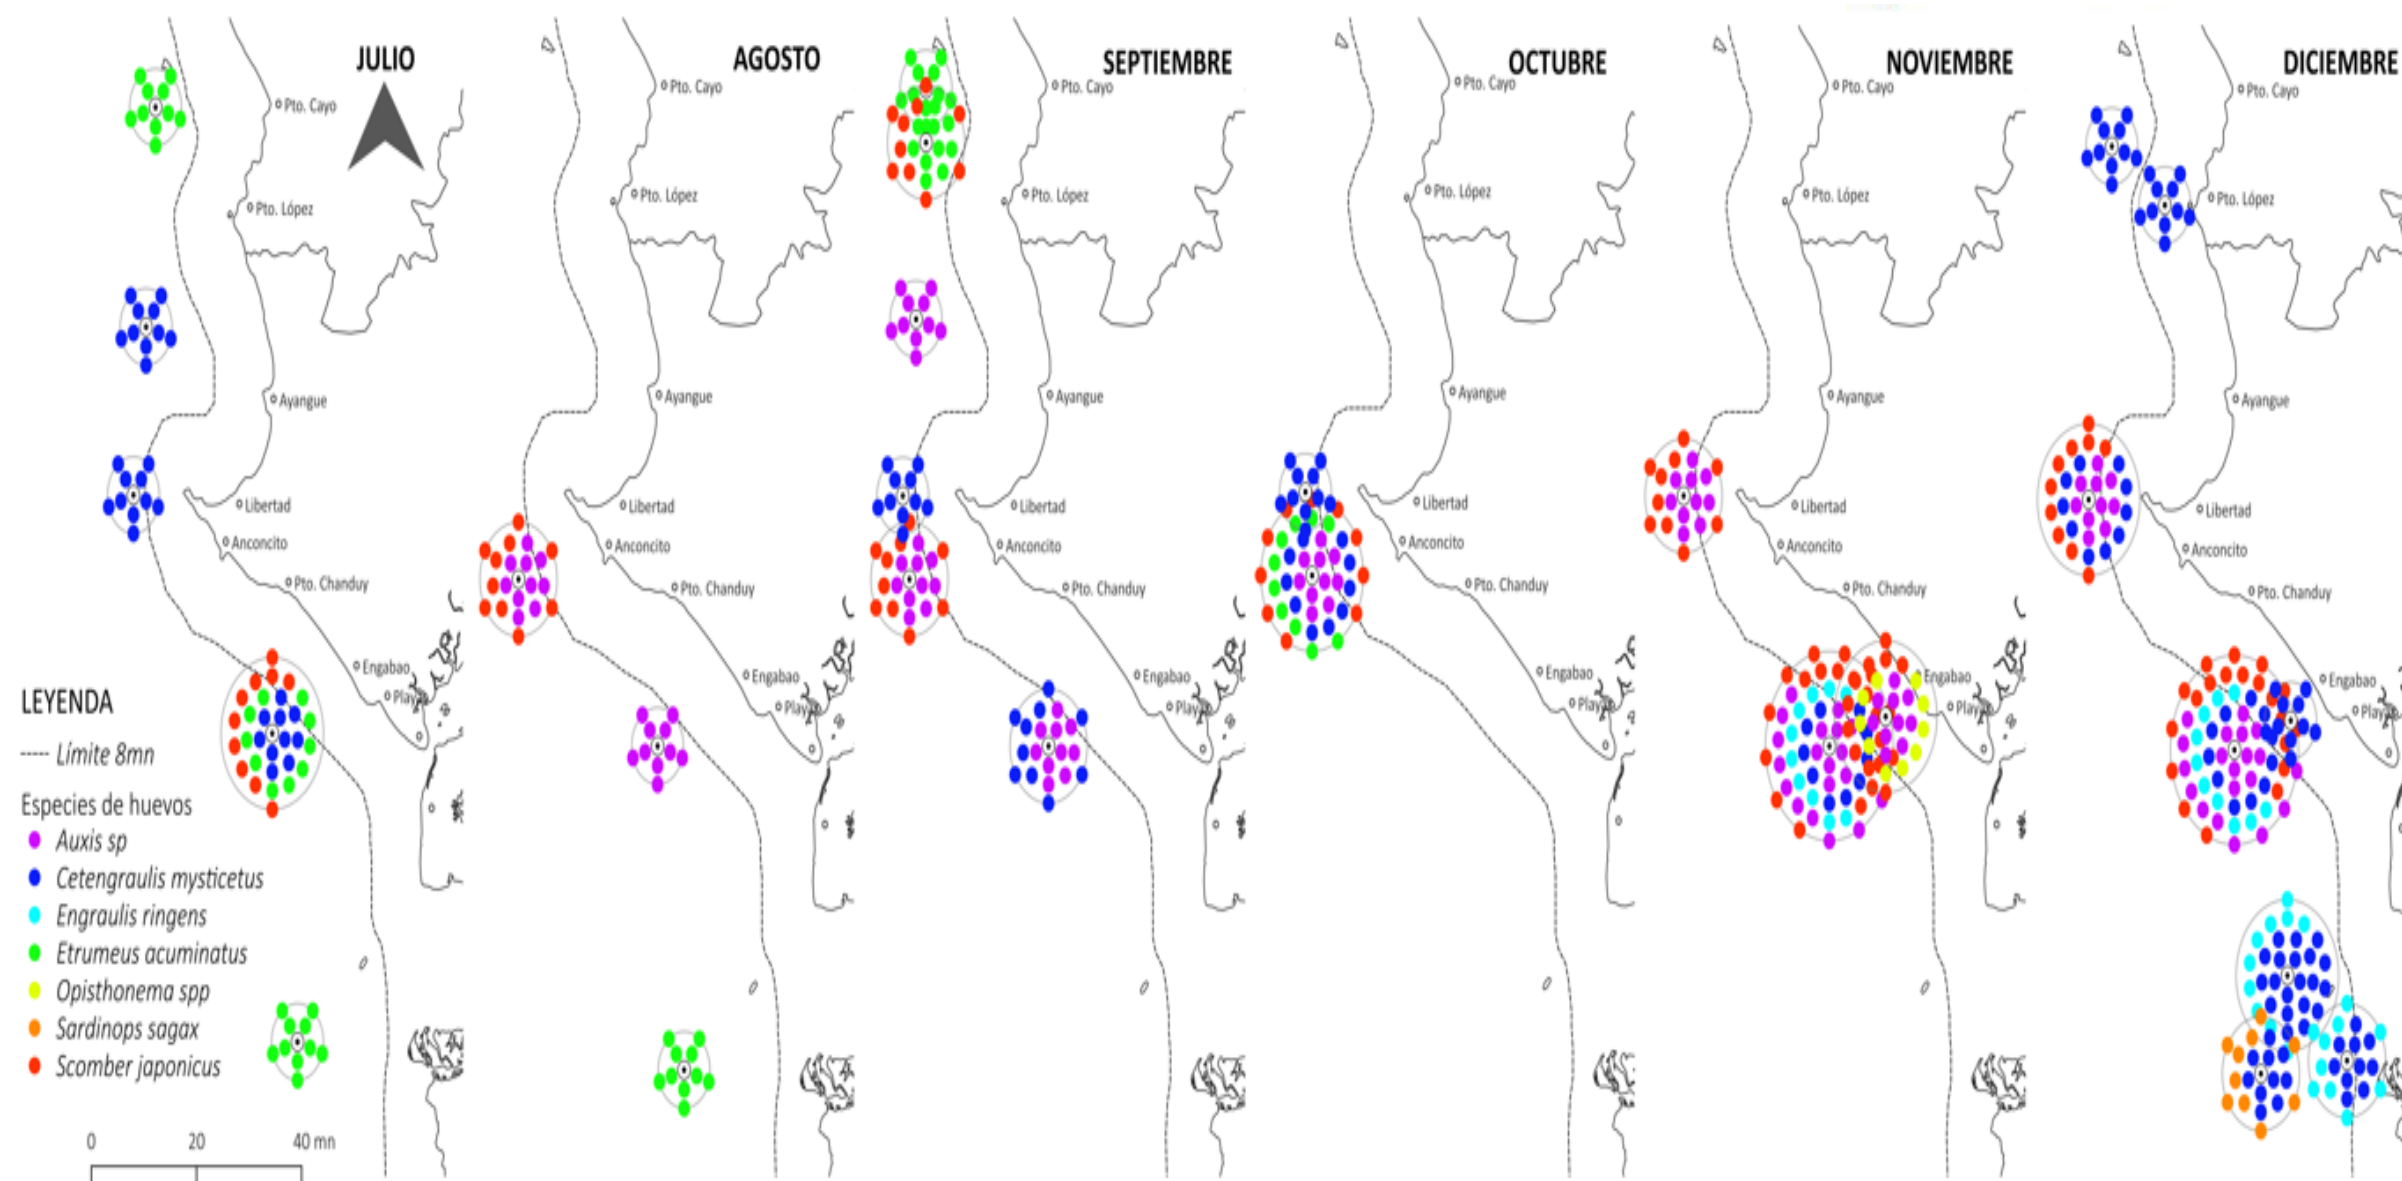 JULIO
Pto. Cayo
Pto. López
Ayangue
Libertad
Anconcito
Pto. Chanduy
Engabao
LEYENDA
Límite 8mn
Especies de huevos
Auxis sp
Cetengraulis mysticetus
Engraulis ringens
Etrumeus acuminatus
Opisthonema spp
Sardinops sagax
Scomber japonicus
0 20 40 mn
AGOSTO
Pto. Cayo
Pto. López
Ayangue
Libertad
Anconcito
Pto. Chanduy
Engabao
SEPTIEMBRE
Pto. Cayo
Pto. López
Ayangue
Libertad
Anconcito
Pto. Chanduy
Engabao
OCTUBRE
Pto. Cayo
Pto. López
Ayangue
Libertad
Anconcito
Pto. Chanduy
Engabao
NOVIEMBRE
Pto. Cayo
Pto. López
Ayangue
Libertad
Anconcito
Pto. Chanduy
Engabao
DICIEMBRE
Pto. Cayo
Pto. López
Ayangue
Libertad
Anconcito
Pto. Chanduy
Engabao